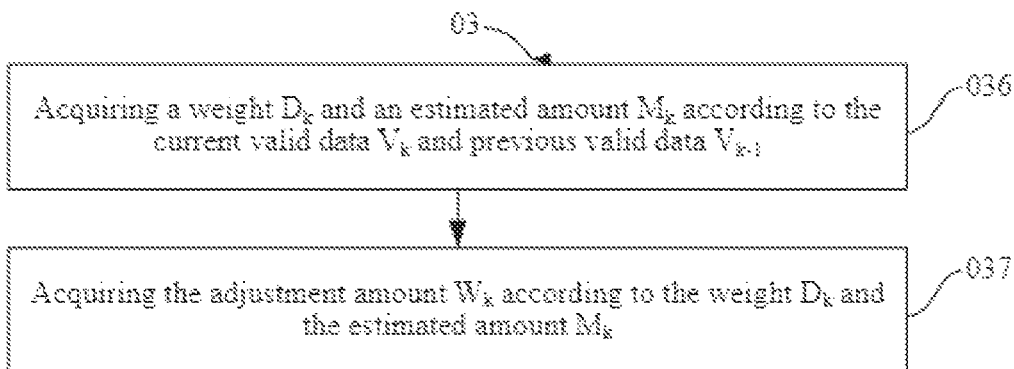 03
Acquiring a weight Dₖ and an estimated amount Mₖ according to the
current valid data Vₖ and previous valid data Vₖ₋₁
036
Acquiring the adjustment amount Wₖ according to the weight Dₖ and
the estimated amount Mₖ
037